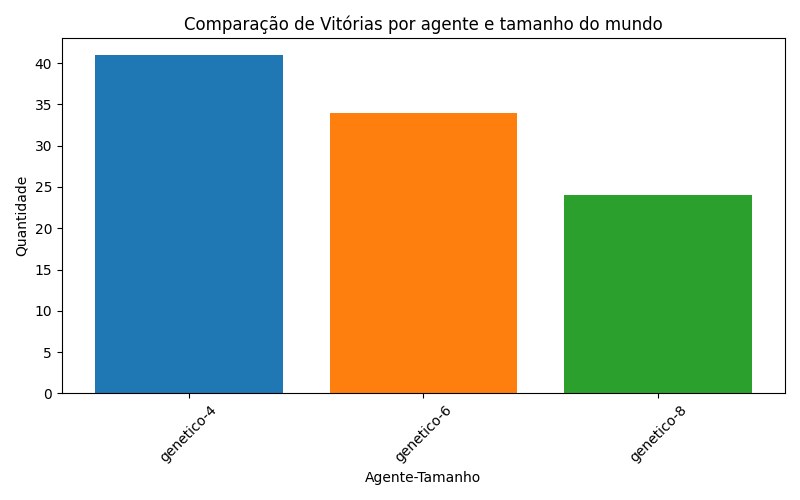 Comparação de Vitórias por agente e tamanho do mundo
Quantidade
40
35
30
25
20
15
10
5
0
genetico-4
genetico-6
genetico-8
Agente-Tamanho